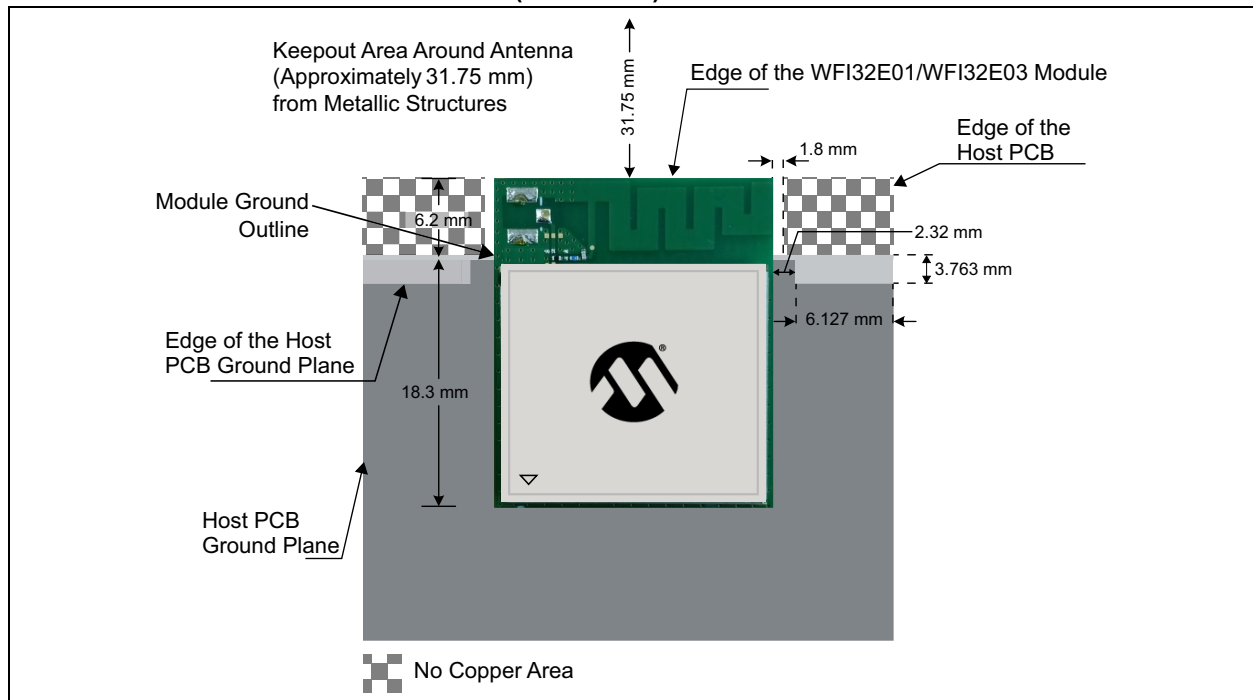 Keepout Area Around Antenna
(Approximately 31.75 mm)
from Metallic Structures
31.75 mm
Edge of the WFI32E01/WFI32E03 Module
Edge of the
Host PCB
1.8 mm
Module Ground
Outline
6.2 mm
2.32 mm
3.763 mm
6.127 mm
Edge of the Host
PCB Ground Plane
18.3 mm
®
Host PCB
Ground Plane
No Copper Area